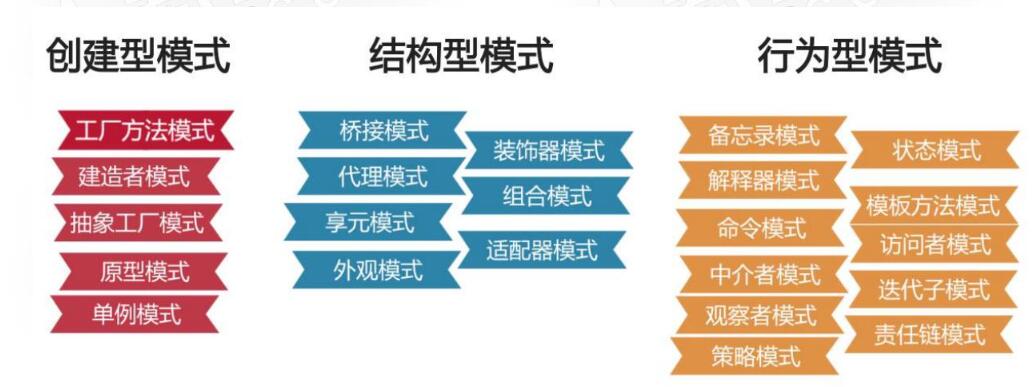 创建型模式
工厂方法模式
建造者模式
抽象工厂模式
原型模式
单例模式
结构型模式
桥接模式
代理模式
享元模式
外观模式
装饰器模式
组合模式
适配器模式
行为型模式
备忘录模式
解释器模式
命令模式
中介者模式
观察者模式
策略模式
状态模式
模板方法模式
访问者模式
迭代子模式
责任链模式